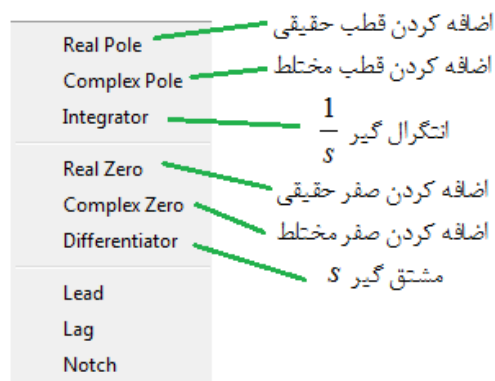 اضافه کردن قطب حقیقی
Real Pole
اضافه کردن قطب مختلط
Complex Pole
Integrator
انتگرال گیر 1/s
Real Zero
اضافه کردن صفر حقیقی
Complex Zero
اضافه کردن صفر مختلط
Differentiator
مشتق گیر s
Lead
Lag
Notch